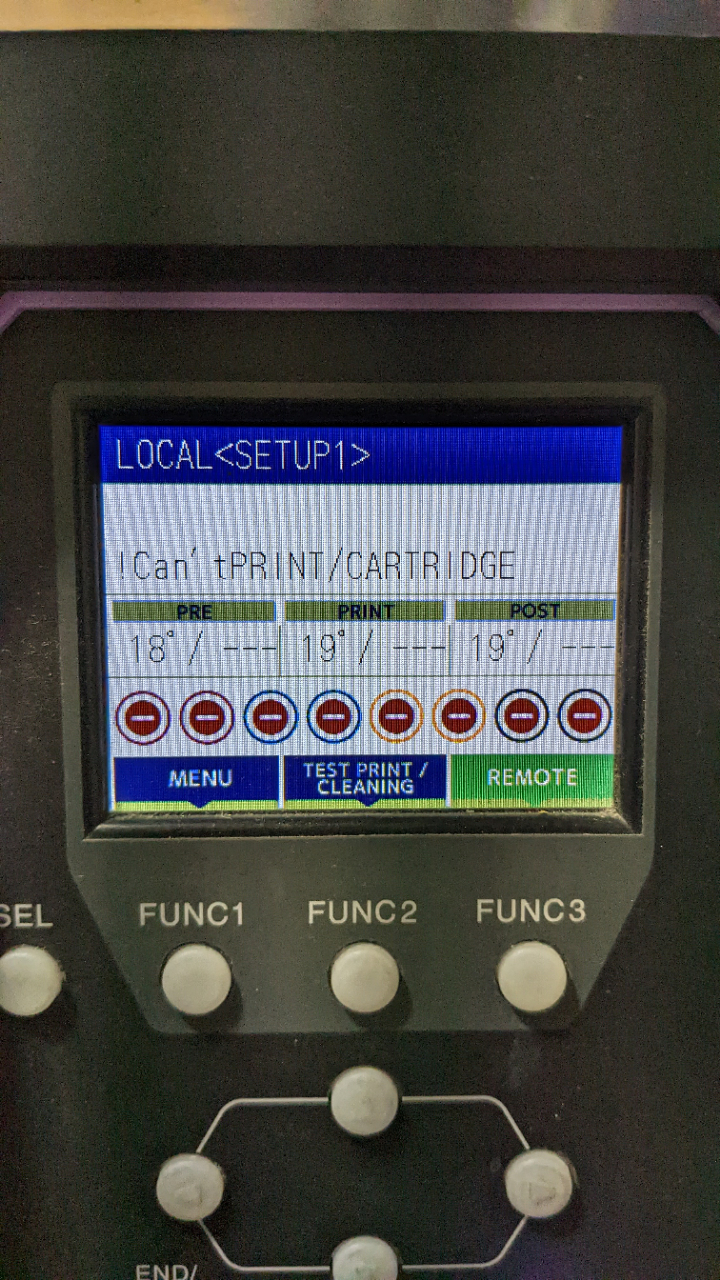 LOCAL<SETUP1>
!Can'tPRINT/CARTRIDGE
PRE PRINT POST
18°/ --- 19°/ --- 19°/ ---
MENU TEST PRINT / CLEANING REMOTE
SEL FUNC1 FUNC2 FUNC3
END/